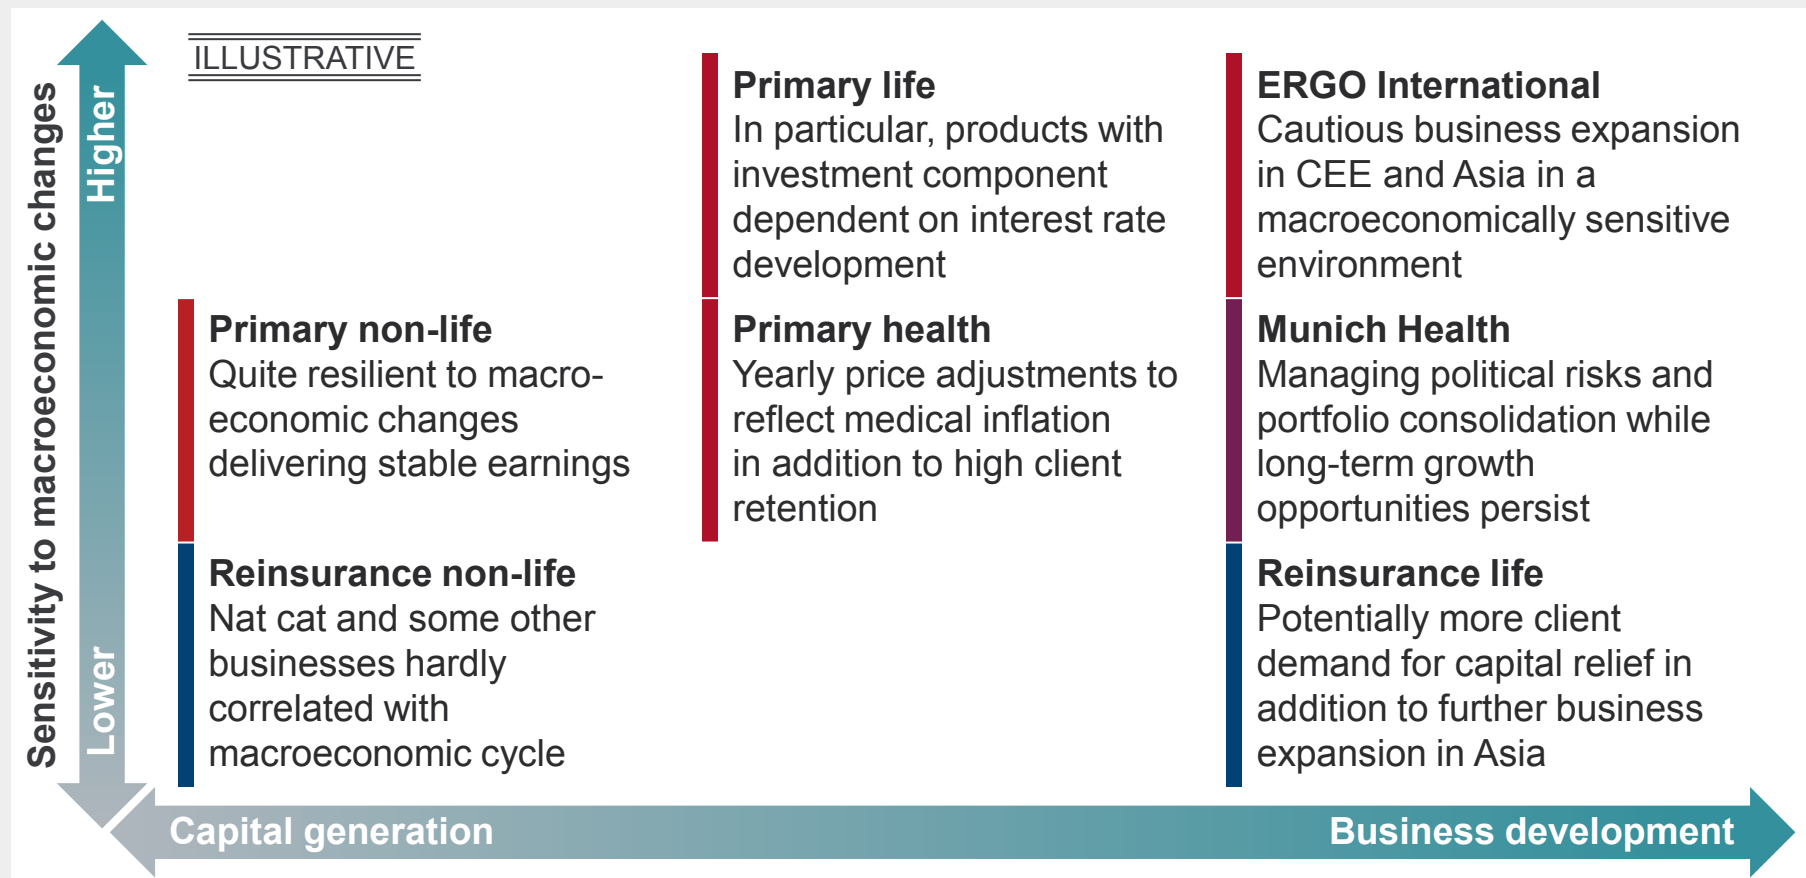 Sensitivity to macroeconomic changes
Higher
Lower
ILLUSTRATIVE
Primary life
In particular, products with
investment component
dependent on interest rate
development
ERGO International
Cautious business expansion
in CEE and Asia in a
macroeconomically sensitive
environment
Primary non-life
Quite resilient to macro-
economic changes
delivering stable earnings
Primary health
Yearly price adjustments to
reflect medical inflation
in addition to high client
retention
Munich Health
Managing political risks and
portfolio consolidation while
long-term growth
opportunities persist
Reinsurance non-life
Nat cat and some other
businesses hardly
correlated with
macroeconomic cycle
Reinsurance life
Potentially more client
demand for capital relief in
addition to further business
expansion in Asia
Capital generation
Business development